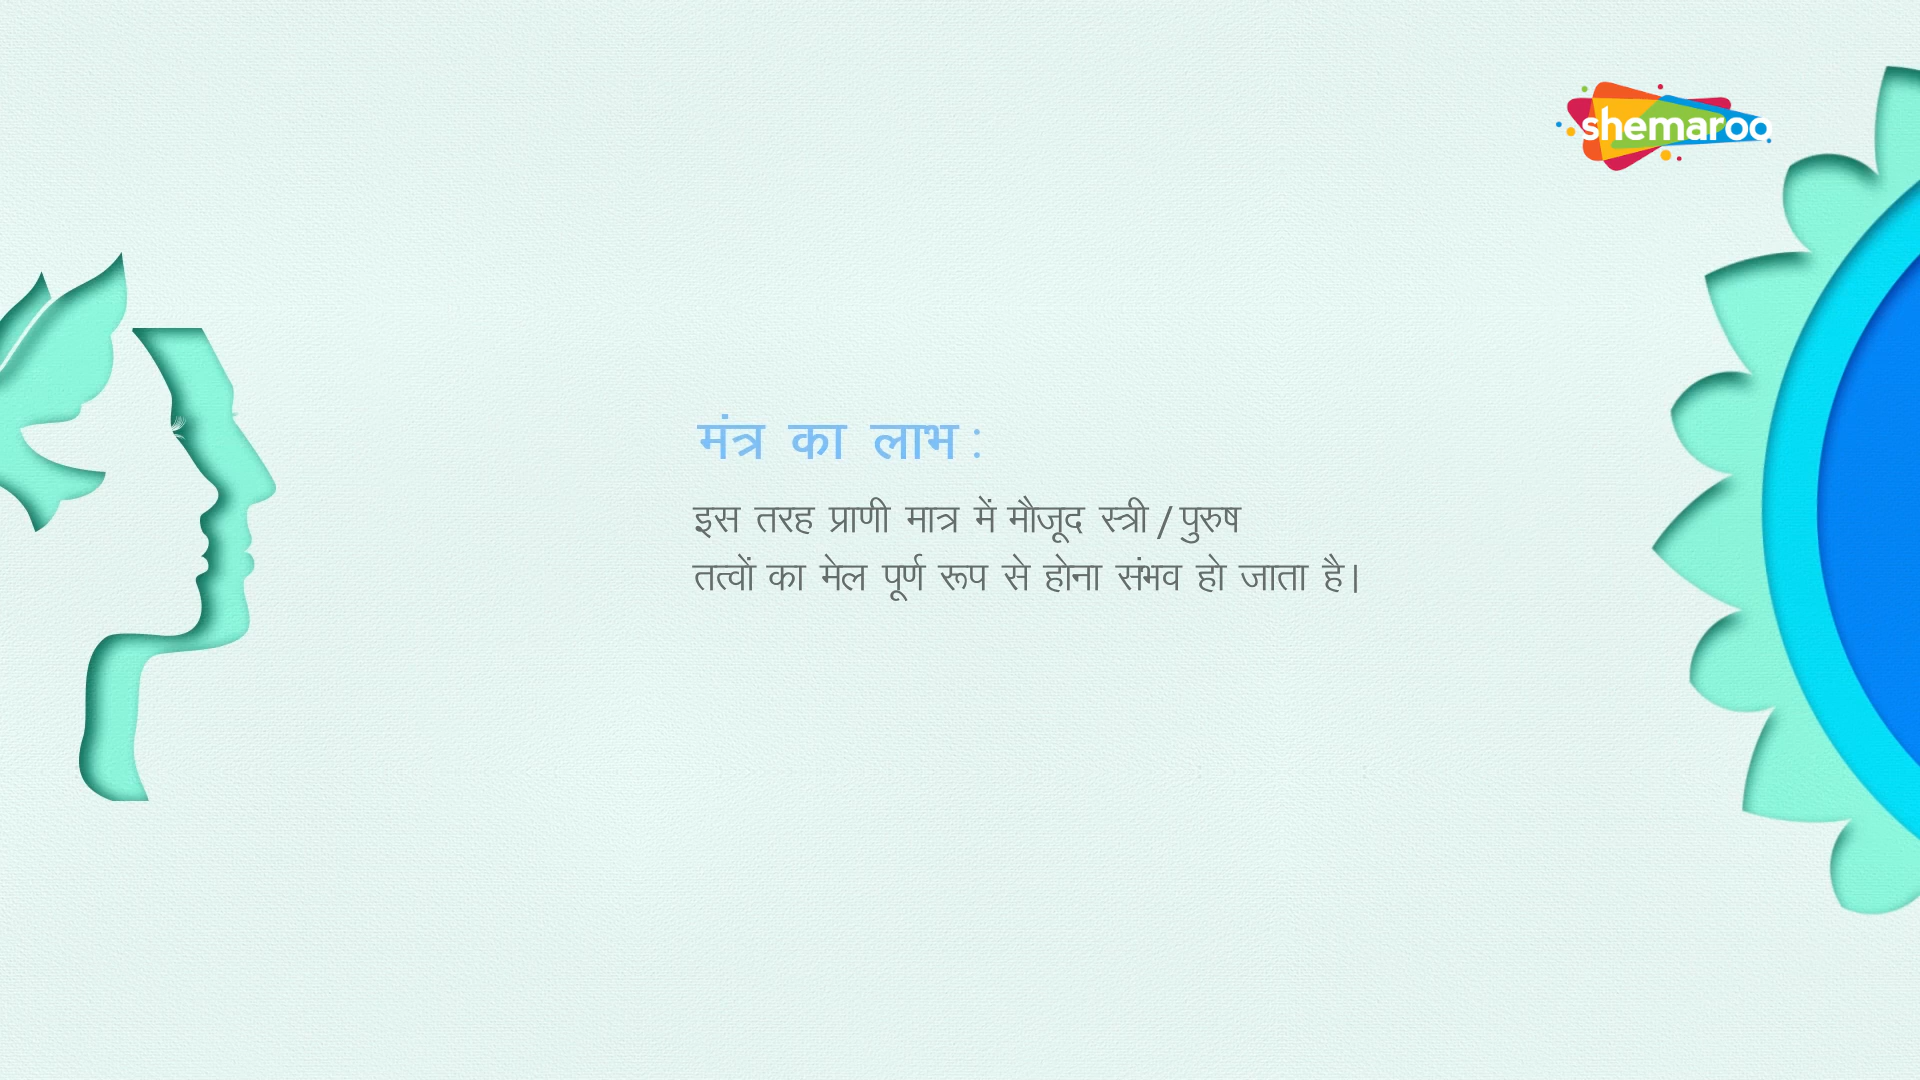 shemaroo
मंत्र का लाभ :
इस तरह प्राणी मात्र में मौजूद स्त्री / पुरुष
तत्वों का मेल पूर्ण रूप से होना संभव हो जाता है।